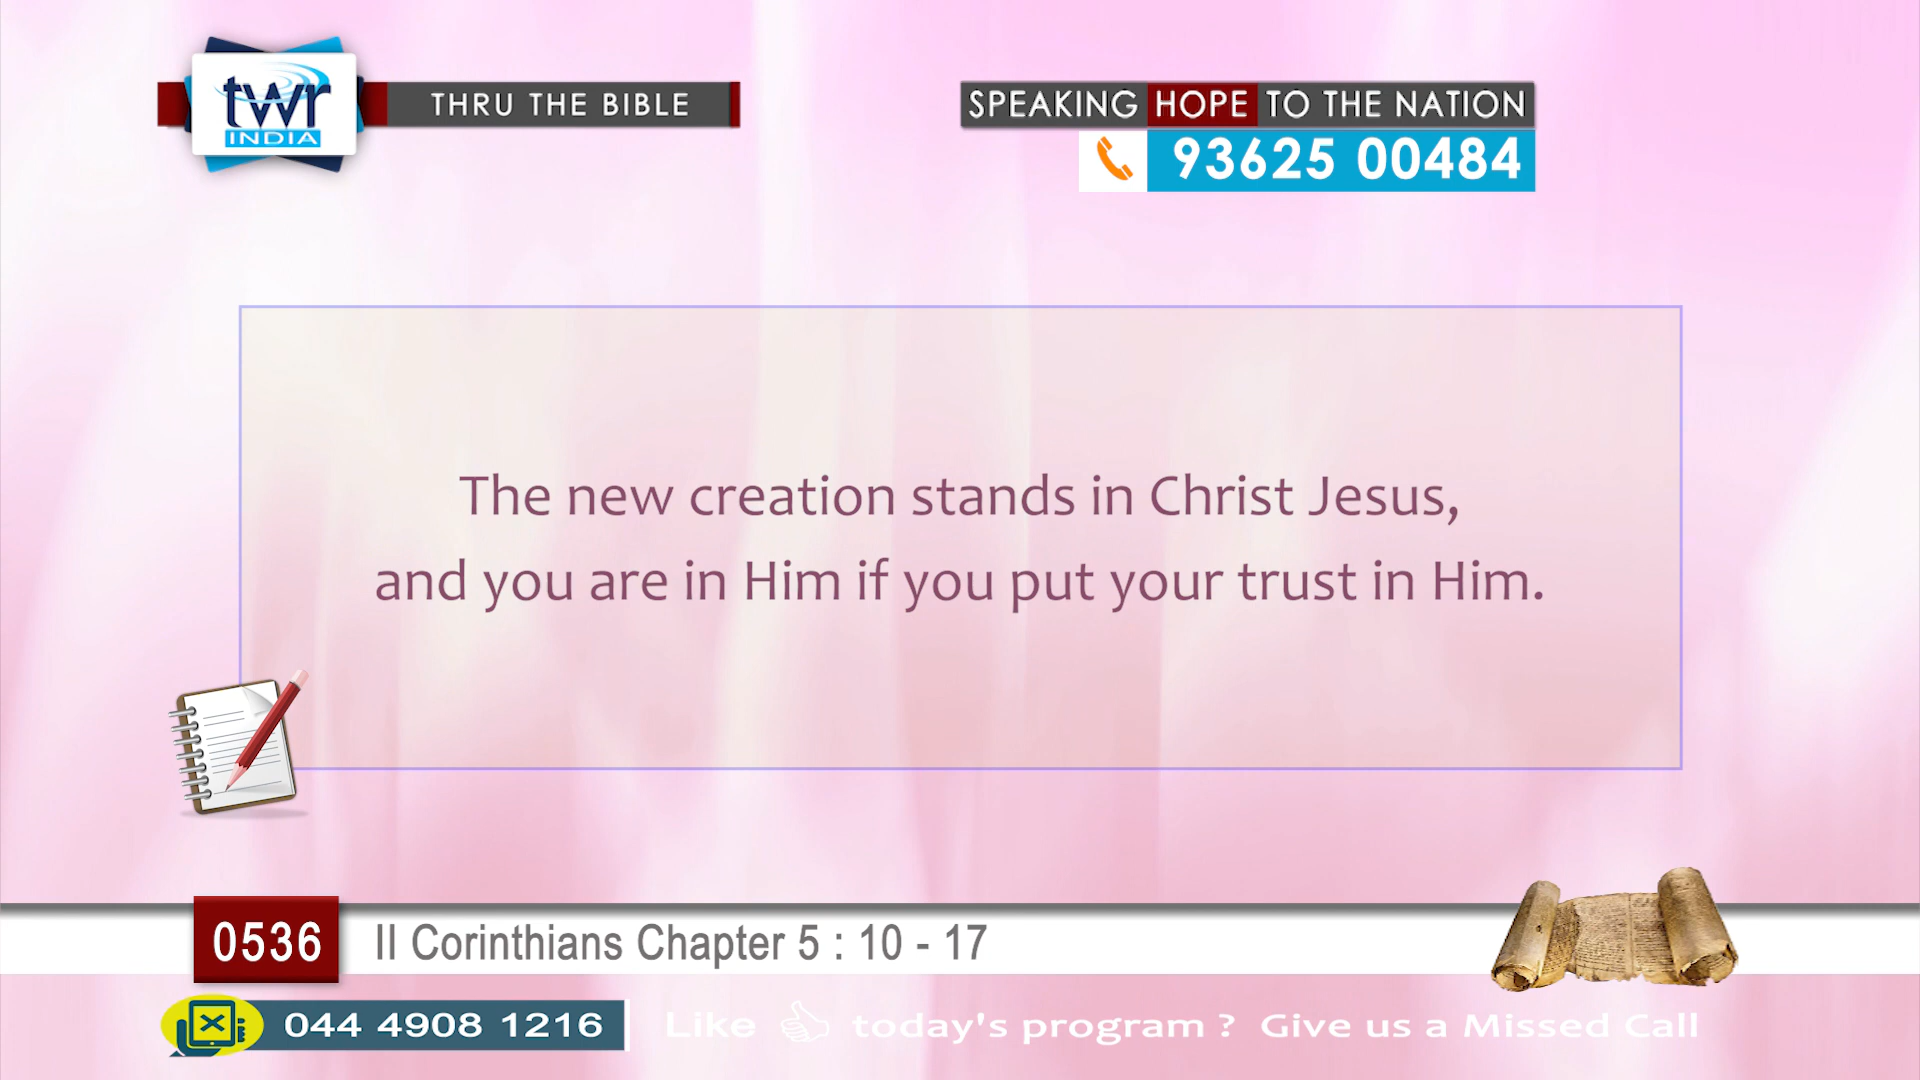 twr
INDIA
THRU THE BIBLE
SPEAKING HOPE TO THE NATION
93625 00484
The new creation stands in Christ Jesus,
and you are in Him if you put your trust in Him.
0536
II Corinthians Chapter 5 : 10 - 17
044 4908 1216
Like today's program ? Give us a Missed Call